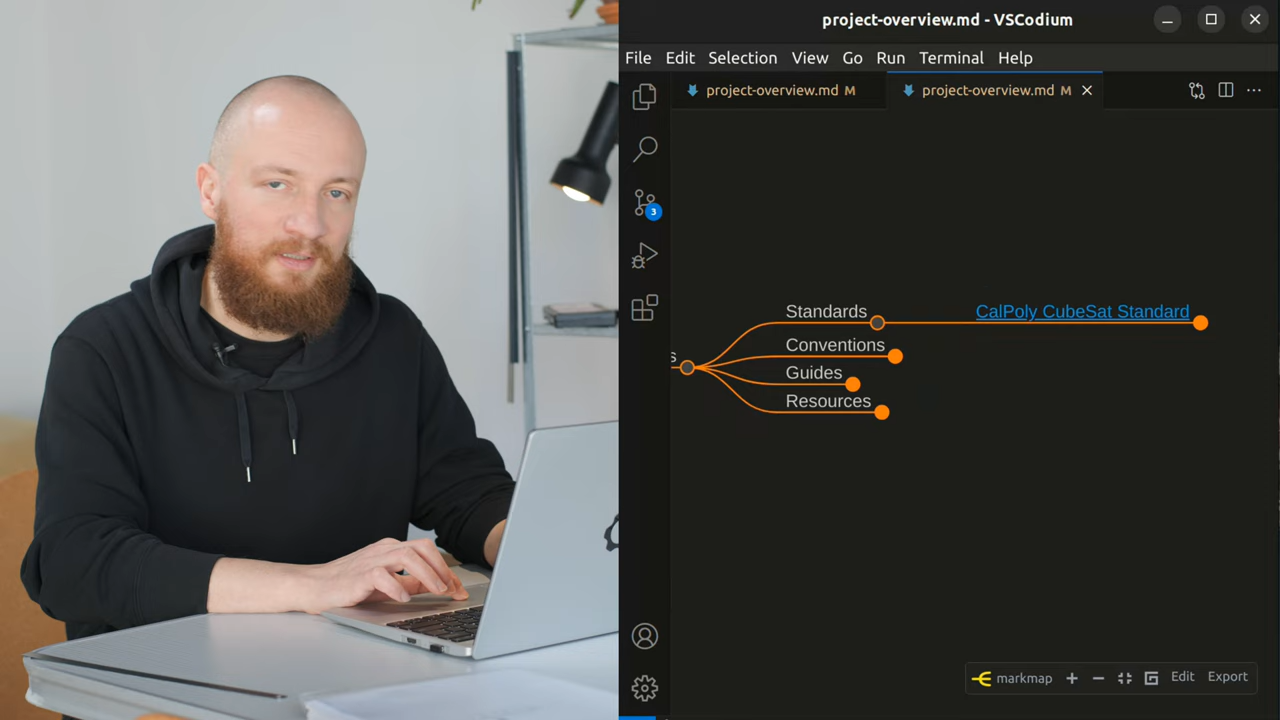 project-overview.md - VSCodium
File Edit Selection View Go Run Terminal Help
project-overview.md M
project-overview.md M
3
Standards
CalPoly CubeSat Standard
s
Conventions
Guides
Resources
markmap
Edit
Export